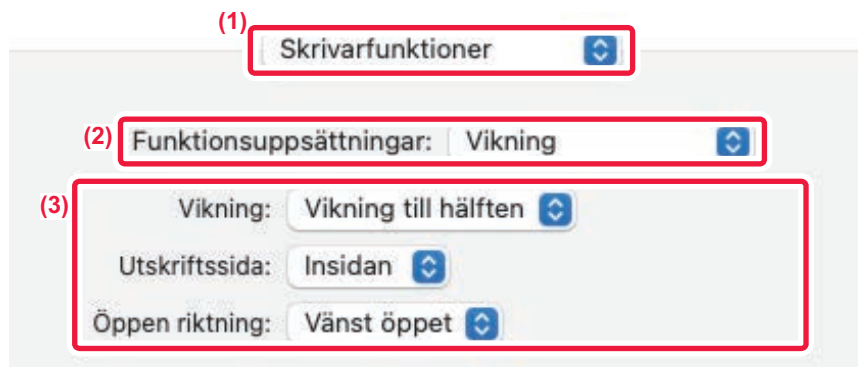 (1)
Skrivarfunktioner
(2) Funktionsuppsättningar: Vikning
(3) Vikning: Vikning till hälften
Utskriftssida: Insidan
Öppen riktning: Vänst öppet